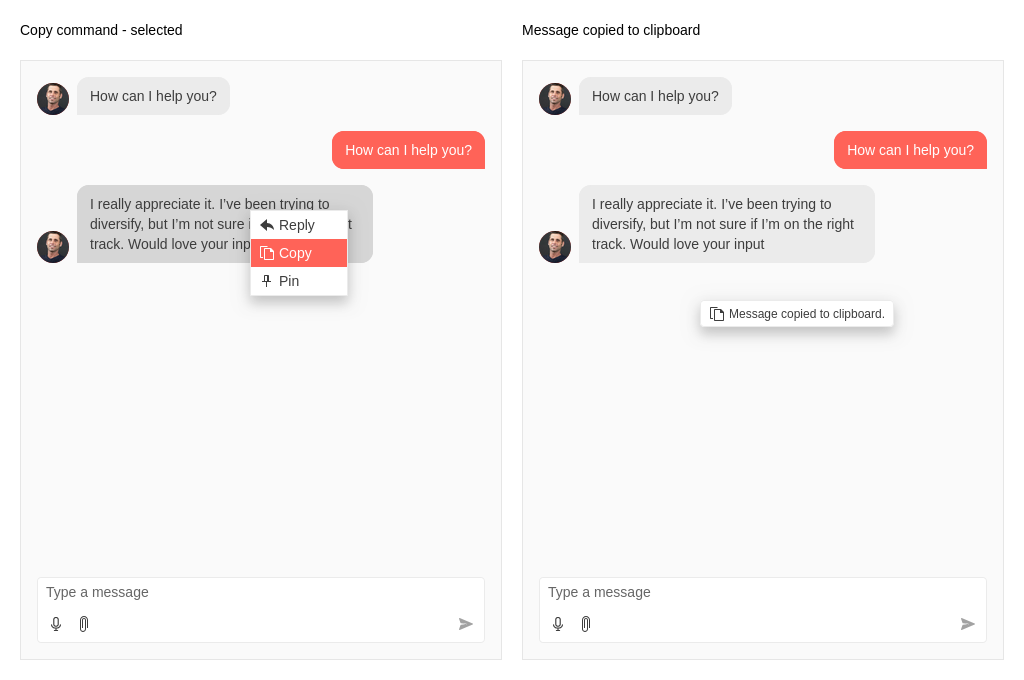 Copy command - selected
How can I help you?
How can I help you?
I really appreciate it. I’ve been trying to
diversify, but I’m not sure
track. Would love your
Reply
Copy
Pin
Type a message
Message copied to clipboard
How can I help you?
How can I help you?
I really appreciate it. I’ve been trying to
diversify, but I’m not sure if I’m on the right
track. Would love your input
Message copied to clipboard.
Type a message